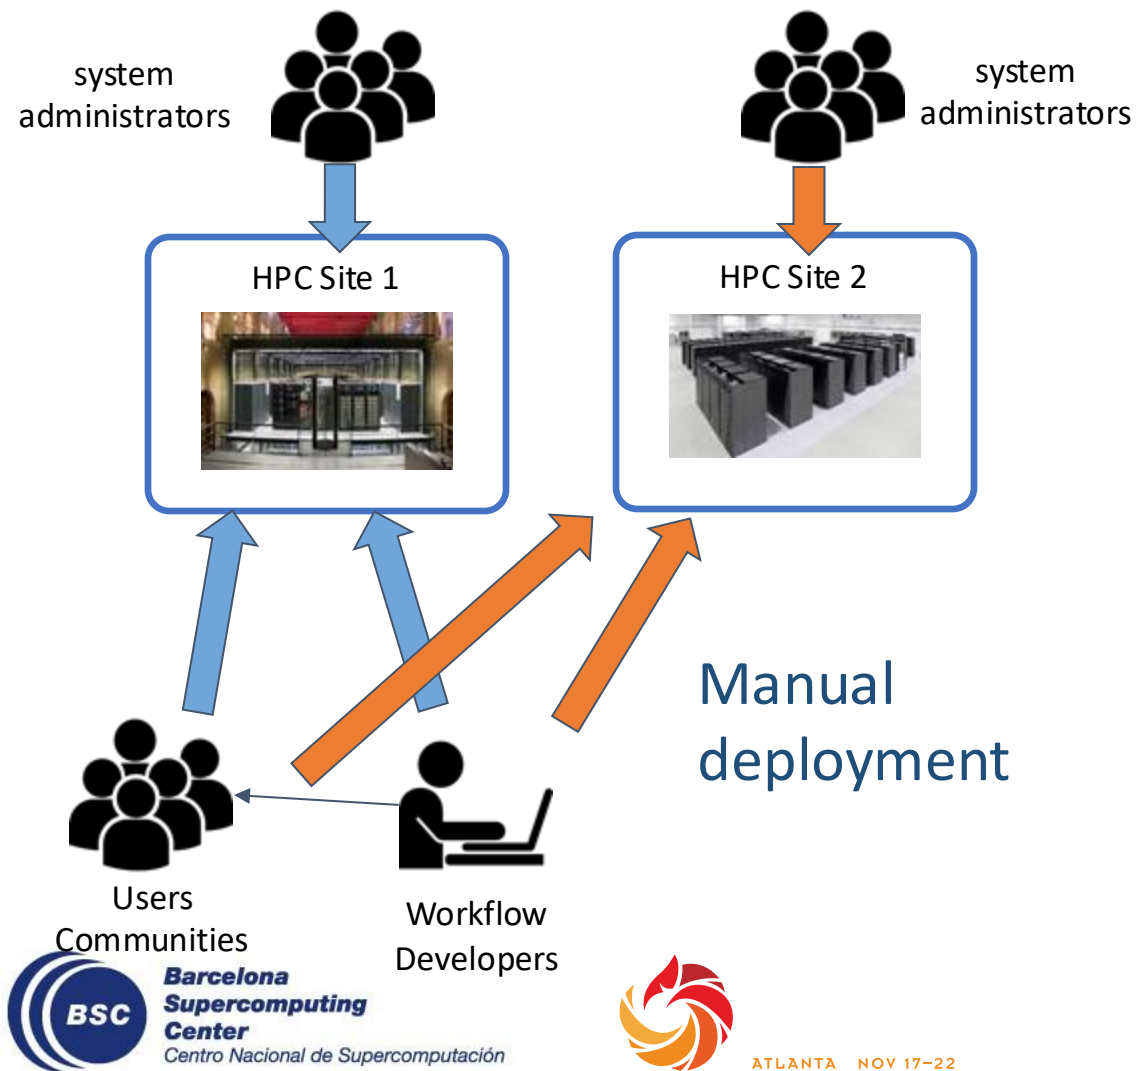 system
administrators
system
administrators
HPC Site 1
HPC Site 2
Manual
deployment
Users
Communities
Workflow
Developers
BSC
Barcelona
Supercomputing
Center
Centro Nacional de Supercomputación
ATLANTA NOV 17–22